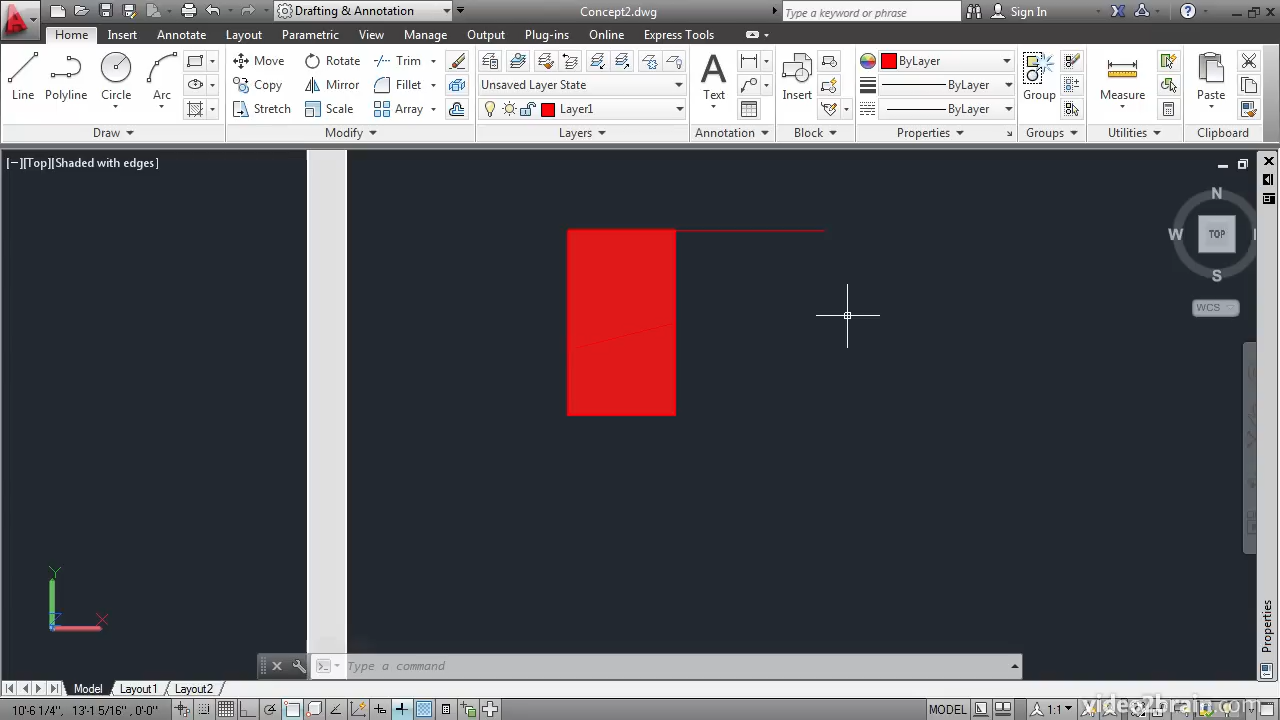 Drafting & Annotation
Concept2.dwg
Type a keyword or phrase
Sign In
Home Insert Annotate Layout Parametric View Manage Output Plug-ins Online Express Tools
Line Polyline Circle Arc
Move Rotate Trim
Copy Mirror Fillet
Stretch Scale Array
Unsaved Layer State
Layer1
Text
Insert
ByLayer
ByLayer
ByLayer
Group
Measure
Paste
Draw Modify Layers Annotation Block Properties Groups Utilities Clipboard
[−][Top][Shaded with edges]
N
W TOP
S
WCS
Y
X
Z
Properties
Type a command
Model Layout1 Layout2
10'-6 1/4", 13'-1 5/16", 0'-0"
MODEL
1:1
video2brain.com